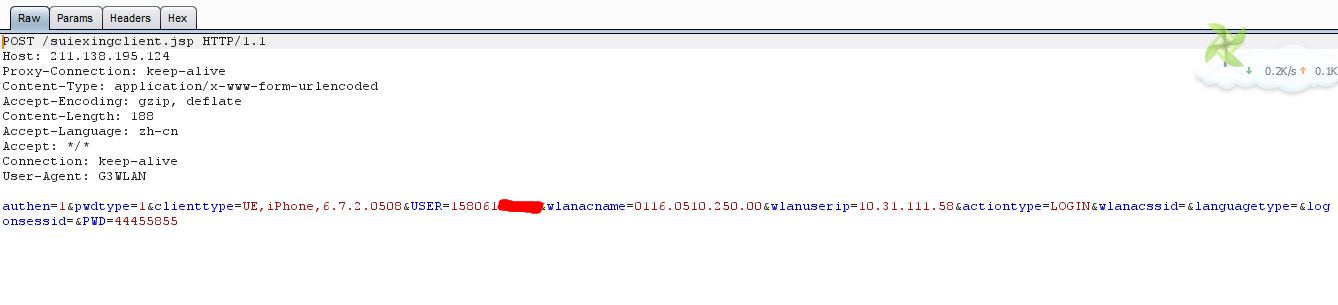 Raw Params Headers Hex
POST /suiexingclient.jsp HTTP/1.1
Host: 211.138.195.124
Proxy-Connection: keep-alive
Content-Type: application/x-www-form-urlencoded
Accept-Encoding: gzip, deflate
Content-Length: 188
Accept-Language: zh-cn
Accept: */*
Connection: keep-alive
User-Agent: G3WLAN
authen=1&pwdtype=1&clienttype=UE,iPhone,6.7.2.0508&USER=158061 &wlanacname=0116.0510.250.00&wlanuserip=10.31.111.58&actiontype=LOGIN&wlanacssid=&languagetype=&log
onsessid=&PWD=44455855
↓ 0.2K/s ↑ 0.1K